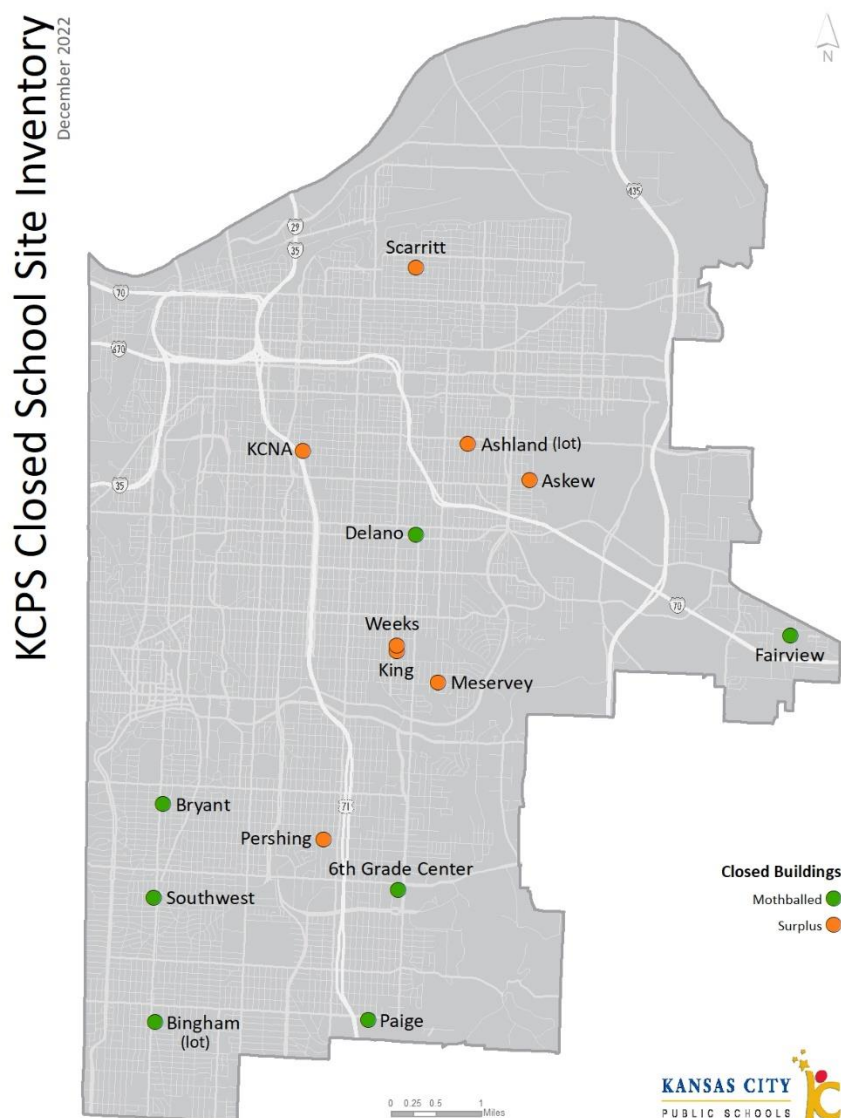 KCPS Closed School Site Inventory
December 2022
N
435
29
35
Scarritt
70
670
KCNA
Ashland (lot)
35
Askew
Delano
70
Weeks
King
Fairview
Meservey
Bryant
71
Pershing
6th Grade Center
Southwest
Closed Buildings
Mothballed
Surplus
Bingham
(lot)
Paige
0 0.25 0.5 1
Miles
KANSAS CITY
PUBLIC SCHOOLS